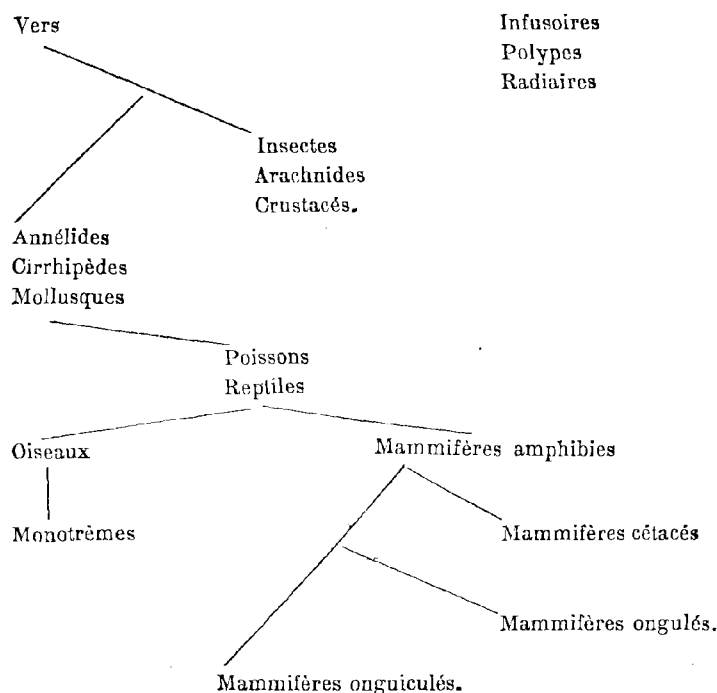 Vers
Infusoires
Polypes
Radiaires
Insectes
Arachnides
Crustacés.
Annélides
Cirrhipèdes
Mollusques
Poissons
Reptiles
Oiseaux
Mammifères amphibies
Monotrèmes
Mammifères cétacés
Mammifères ongulés.
Mammifères onguiculés.